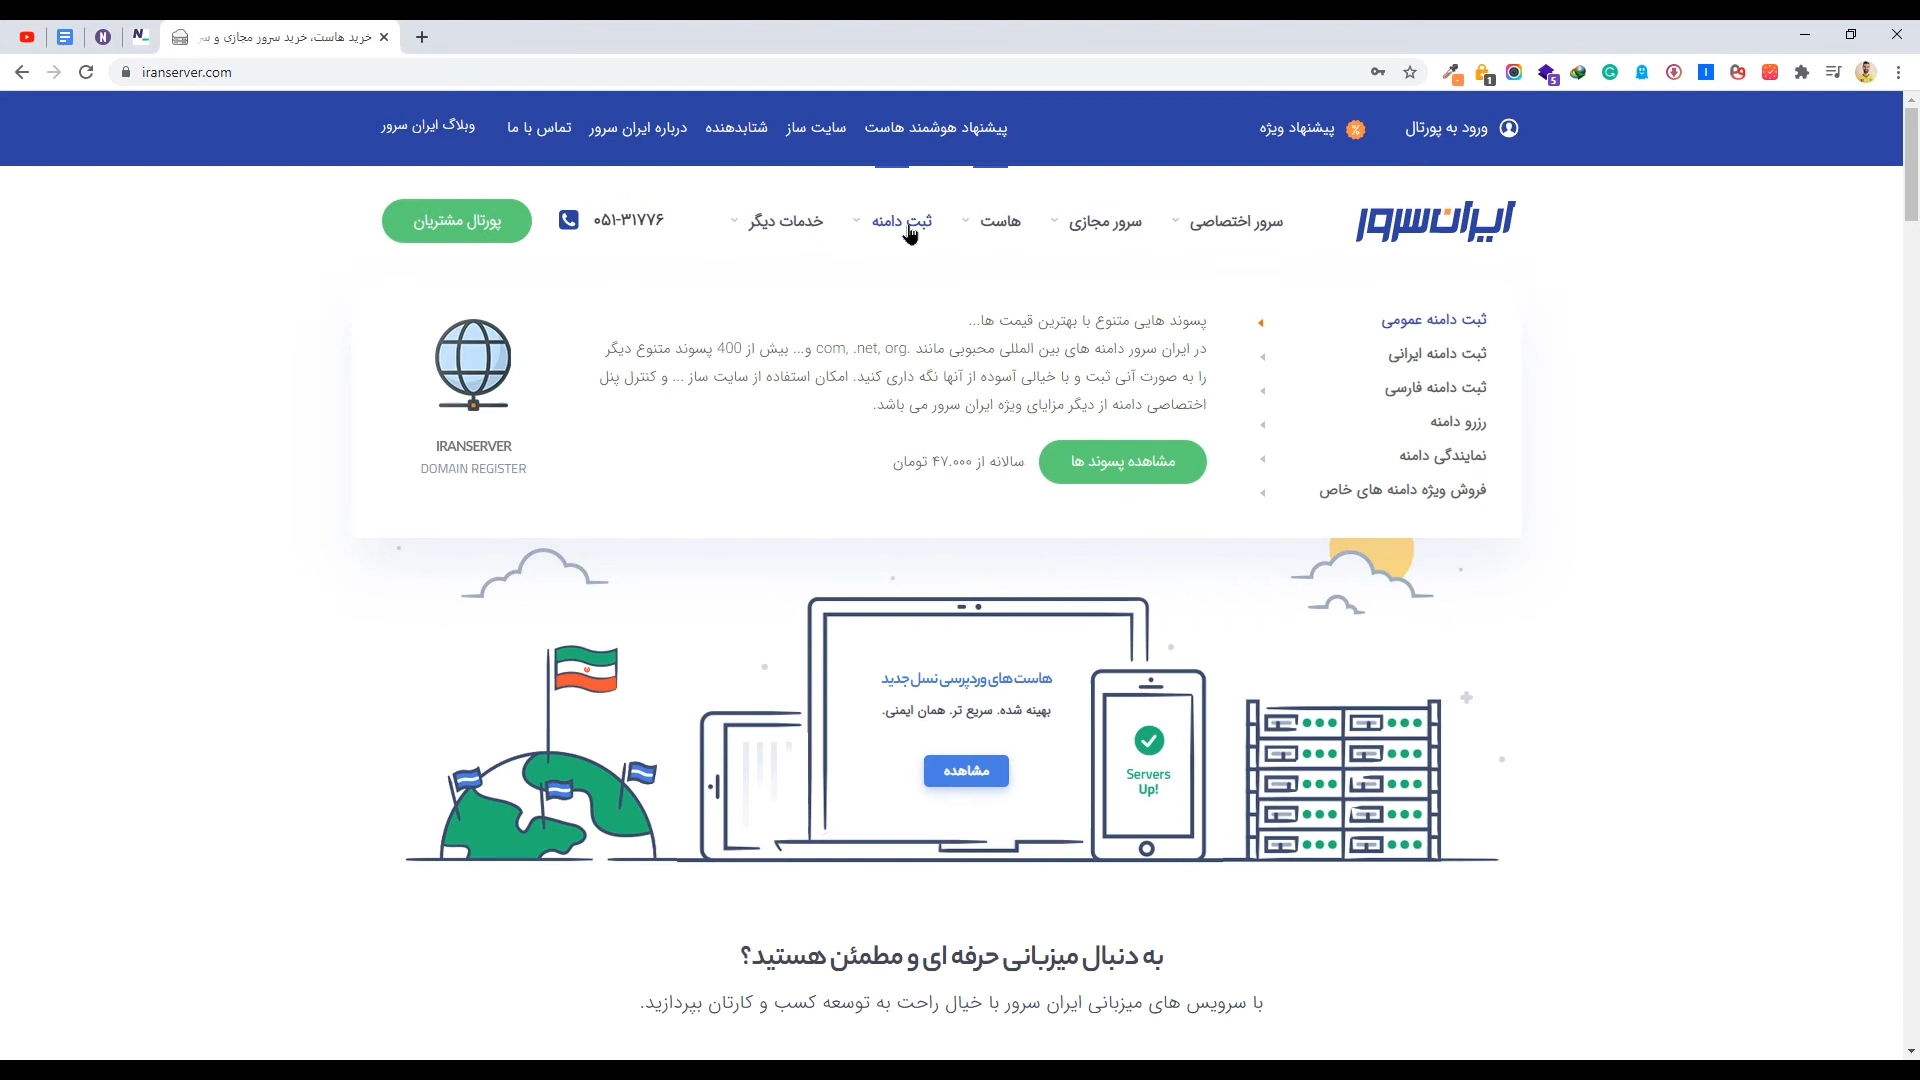 خرید هاست، خرید سرور مجازی و سر
iranserver.com
ورود به پورتال
پیشنهاد ویژه
پیشنهاد هوشمند هاست
سایت ساز
شتابدهنده
درباره ایران سرور
تماس با ما
وبلاگ ایران سرور
ایران سرور
سرور اختصاصی
سرور مجازی
هاست
ثبت دامنه
خدمات دیگر
۰۵۱-۳۱۷۷۶
پورتال مشتریان
ثبت دامنه عمومی
ثبت دامنه ایرانی
ثبت دامنه فارسی
رزرو دامنه
نمایندگی دامنه
فروش ویژه دامنه های خاص
پسوند هایی متنوع با بهترین قیمت ها...
در ایران سرور دامنه های بین المللی محبوبی مانند .com, .net, org و... بیش از 400 پسوند متنوع دیگر
را به صورت آنی ثبت و با خیالی آسوده از آنها نگه داری کنید. امکان استفاده از سایت ساز ... و کنترل پنل
اختصاصی دامنه از دیگر مزایای ویژه ایران سرور می باشد.
مشاهده پسوند ها
سالانه از ۴۷.۰۰۰ تومان
IRANSERVER
DOMAIN REGISTER
هاست های وردپرسی نسل جدید
بهینه شده. سریع تر. همان ایمنی.
مشاهده
Servers
Up!
به دنبال میزبانی حرفه ای و مطمئن هستید؟
با سرویس های میزبانی ایران سرور با خیال راحت به توسعه کسب و کارتان بپردازید.